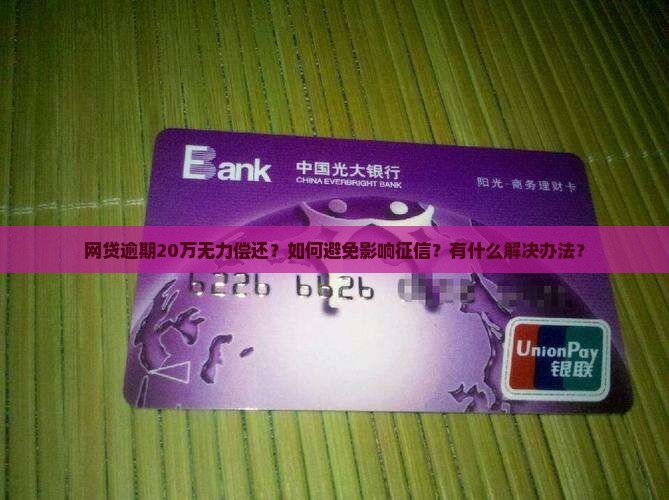 Bank
中国光大银行
CHINA EVERBRIGHT BANK
阳光·商务理财卡
网贷逾期20万无力偿还？如何避免影响征信？有什么解决办法？
6226 6626
UnionPay
银联